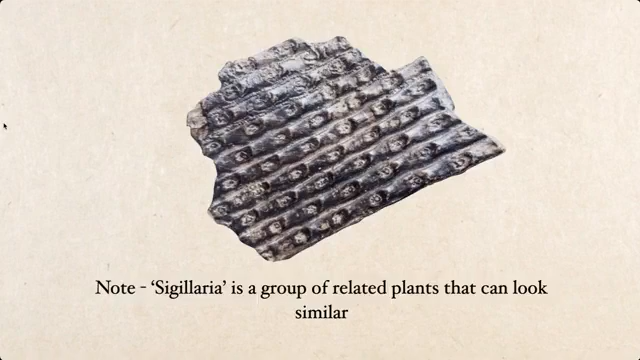 Note - ‘Sigillaria’ is a group of related plants that can look
similar